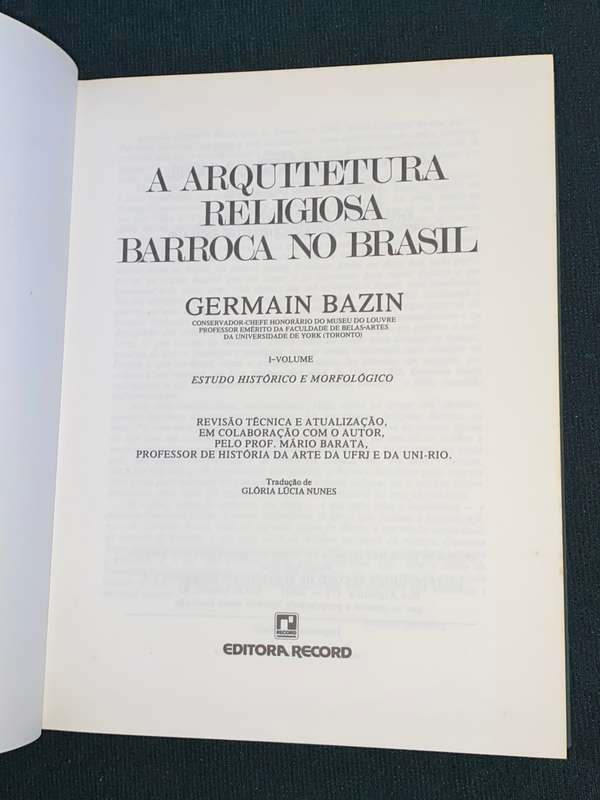 A ARQUITETURA
RELIGIOSA
BARROCA NO BRASIL
GERMAIN BAZIN
CONSERVADOR-CHEFE HONORÁRIO DO MUSEU DO LOUVRE
PROFESSOR EMÉRITO DA FACULDADE DE BELAS-ARTES
DA UNIVERSIDADE DE YORK (TORONTO)
I-VOLUME
ESTUDO HISTÓRICO E MORFOLÓGICO
REVISÃO TÉCNICA E ATUALIZAÇÃO,
EM COLABORAÇÃO COM O AUTOR,
PELO PROF. MÁRIO BARATA,
PROFESSOR DE HISTÓRIA DA ARTE DA UFRJ E DA UNI-RIO.
Tradução de
GLÓRIA LÚCIA NUNES
RECORD
EDITORA RECORD